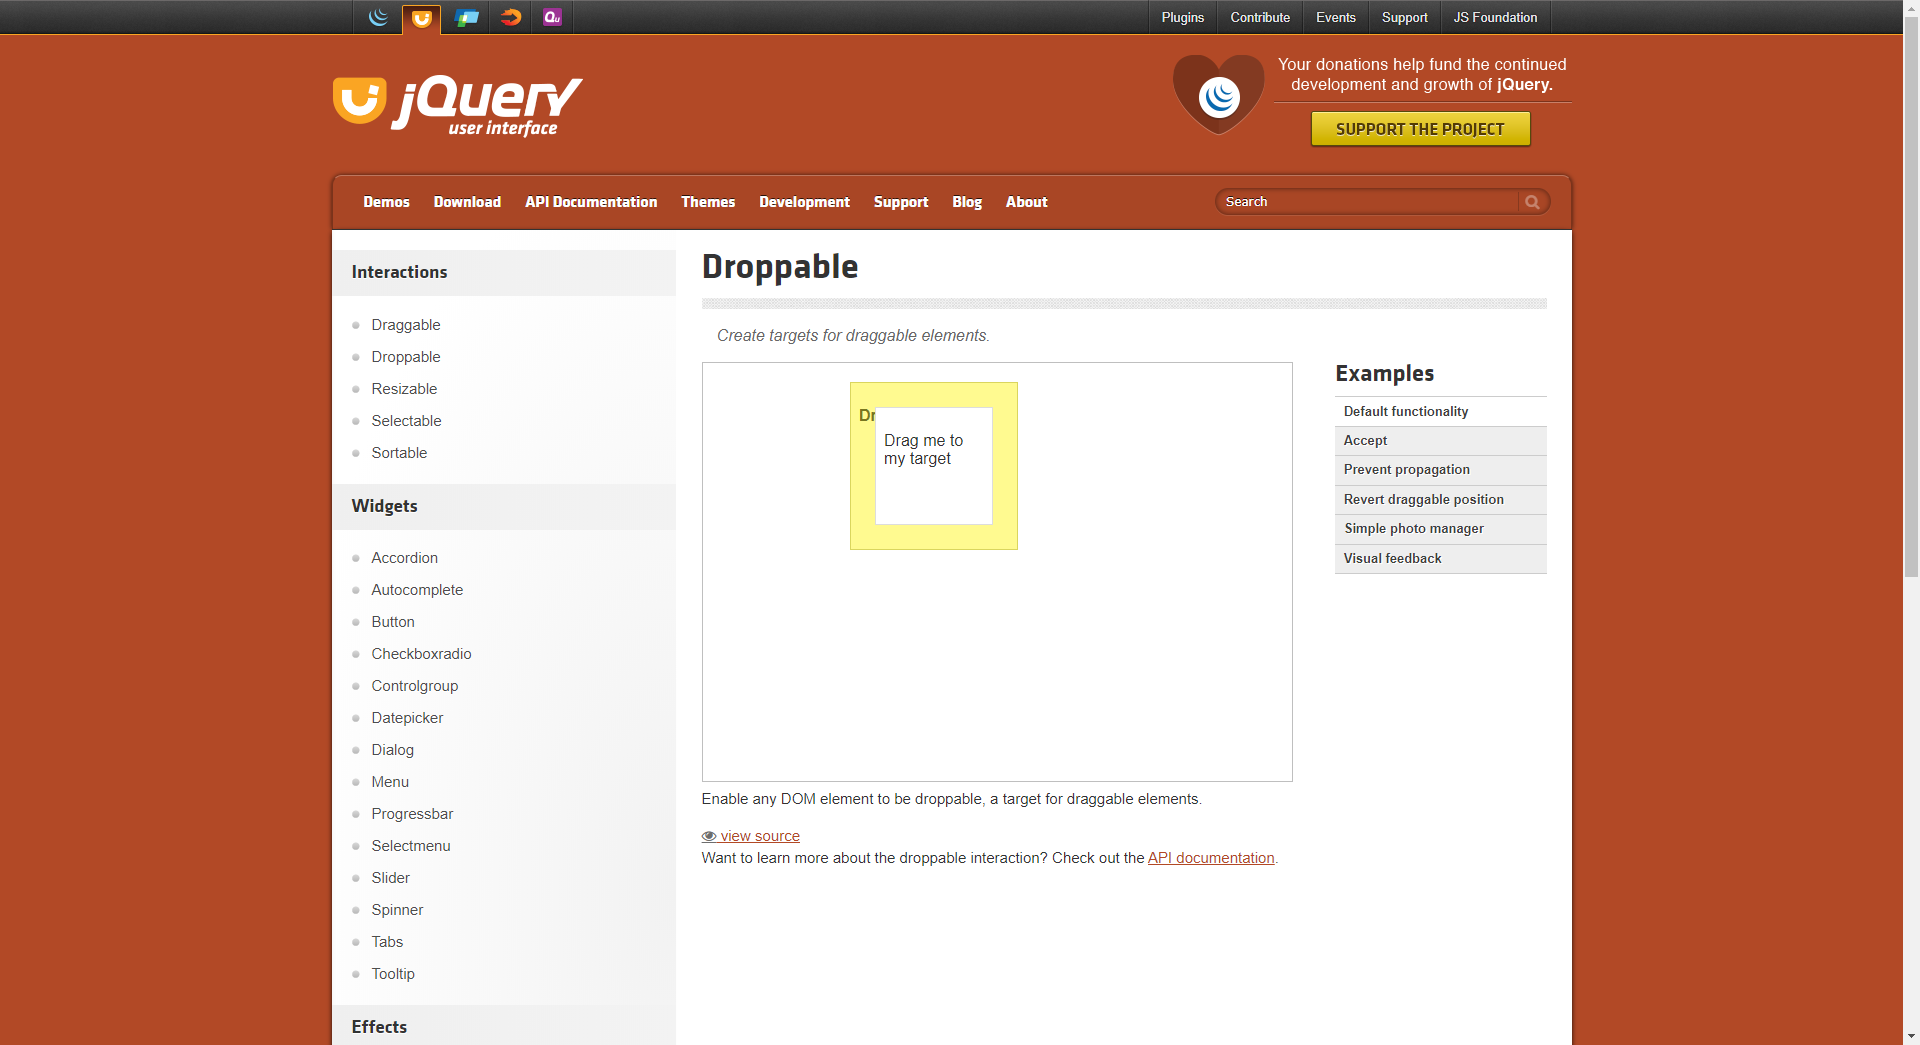 Plugins
Contribute
Events
Support
JS Foundation
jQuery
user interface
Your donations help fund the continued
development and growth of jQuery.
SUPPORT THE PROJECT
Demos
Download
API Documentation
Themes
Development
Support
Blog
About
Search
Interactions
Draggable
Droppable
Resizable
Selectable
Sortable
Widgets
Accordion
Autocomplete
Button
Checkboxradio
Controlgroup
Datepicker
Dialog
Menu
Progressbar
Selectmenu
Slider
Spinner
Tabs
Tooltip
Effects
Droppable
Create targets for draggable elements.
Drag me to
my target
Enable any DOM element to be droppable, a target for draggable elements.
view source
Want to learn more about the droppable interaction? Check out the API documentation.
Examples
Default functionality
Accept
Prevent propagation
Revert draggable position
Simple photo manager
Visual feedback